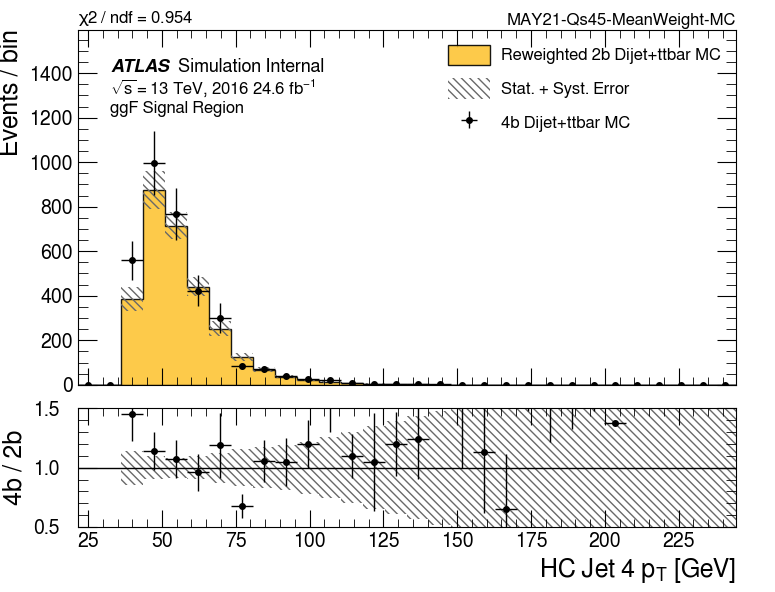 χ2 / ndf = 0.954
MAY21-Qs45-MeanWeight-MC
Events / bin
ATLAS Simulation Internal
√s = 13 TeV, 2016 24.6 fb⁻¹
ggF Signal Region
Reweighted 2b Dijet+ttbar MC
Stat. + Syst. Error
4b Dijet+ttbar MC
1400
1200
1000
800
600
400
200
0
4b / 2b
1.5
1.0
0.5
25 50 75 100 125 150 175 200 225
HC Jet 4 pT [GeV]